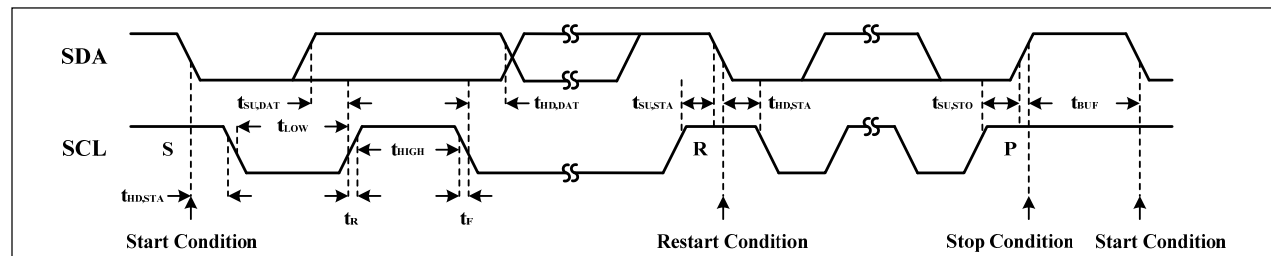 SDA
tSU,DAT
tHD,DAT
tSU,STA
tHD,STA
tSU,STO
tBUF
tLOW
SCL
S
tHIGH
R
P
tHD,STA
tR
tF
Start Condition
Restart Condition
Stop Condition
Start Condition